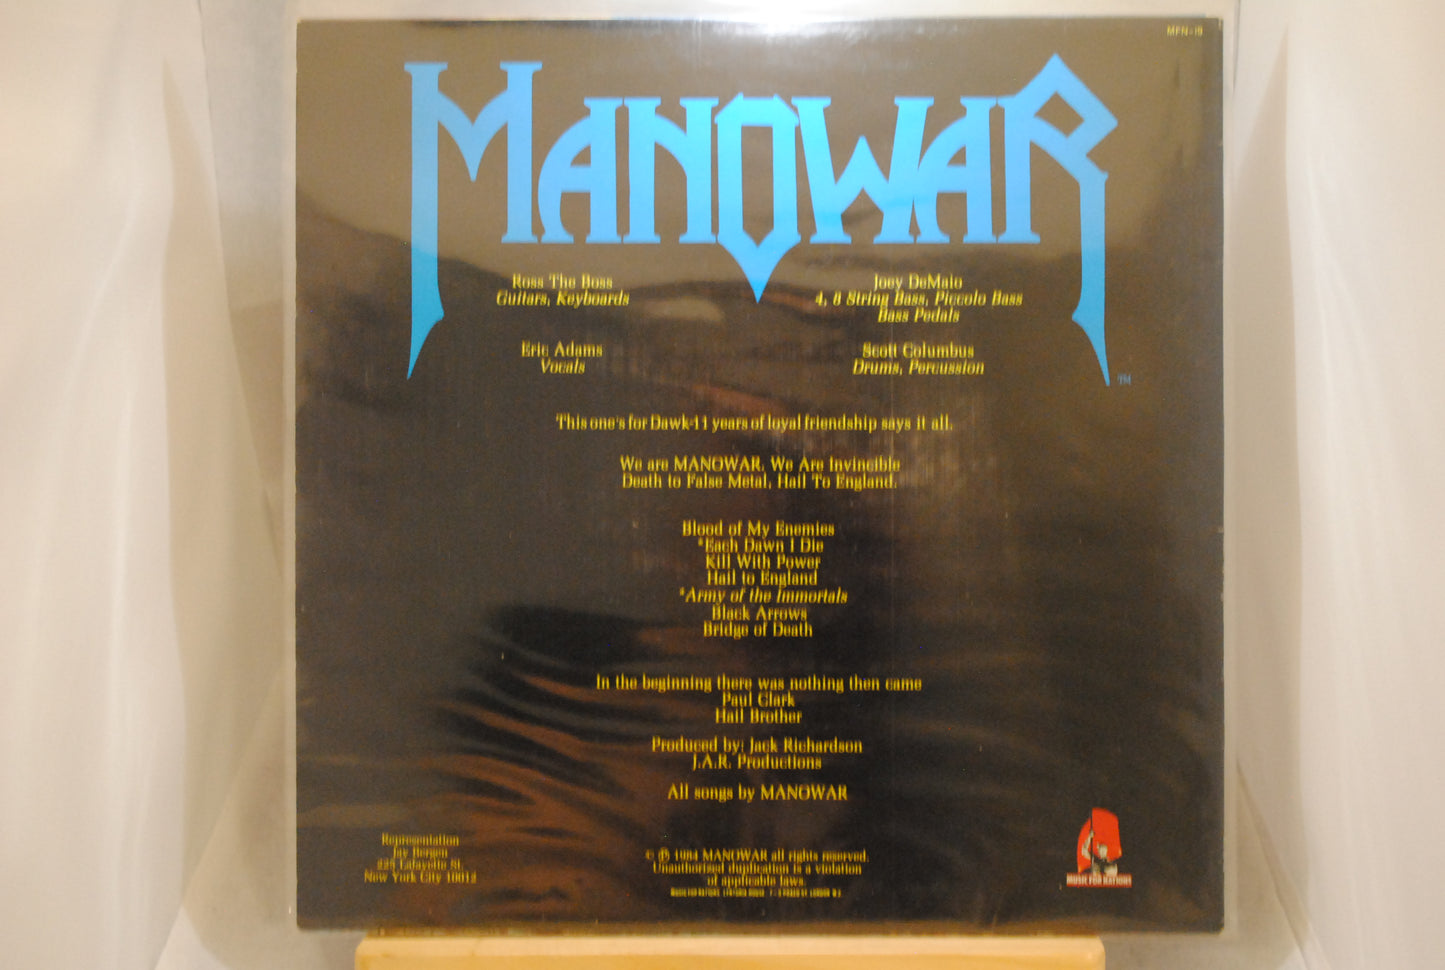 MFN-19
MANOWAR
TM
Ross The Boss
Guitars, Keyboards
Joey DeMaio
4, 8 String Bass, Piccolo Bass
Bass Pedals
Eric Adams
Vocals
Scott Columbus
Drums, Percussion
This one's for Dawk-11 years of loyal friendship says it all.
We are MANOWAR. We Are Invincible
Death to False Metal, Hail To England.
Blood of My Enemies
*Each Dawn I Die
Kill With Power
Hail to England
*Army of the Immortals
Black Arrows
Bridge of Death
In the beginning there was nothing then came
Paul Clark
Hail Brother
Produced by: Jack Richardson
J.A.R. Productions
All songs by MANOWAR
Representation
Jay Bergen
225 Lafayette St.
New York City 10012
© ℗ 1984 MANOWAR all rights reserved.
Unauthorized duplication is a violation
of applicable laws.
MUSIC FOR NATIONS